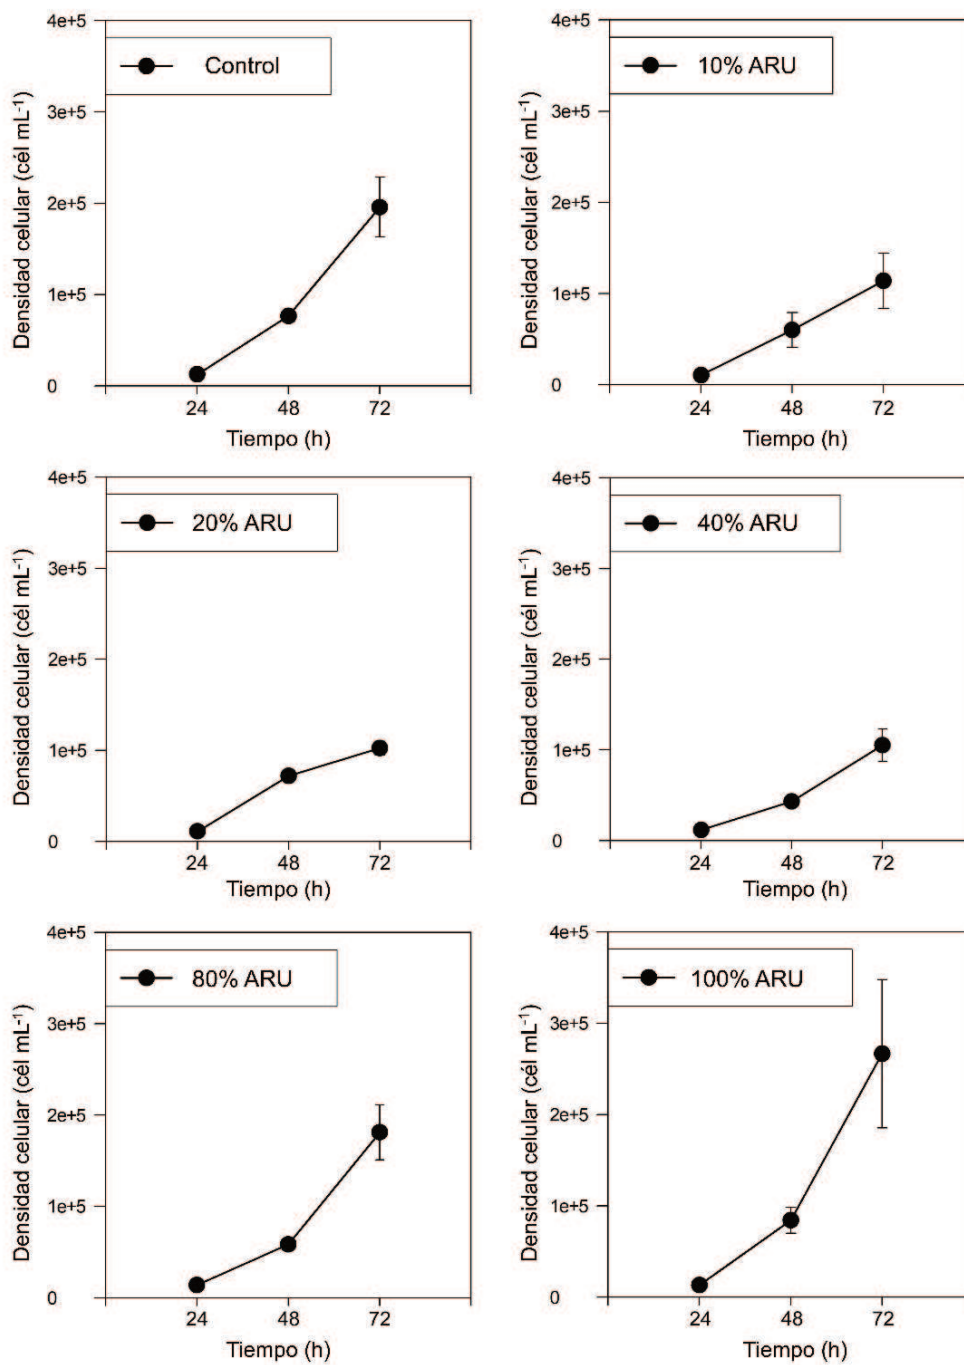 4e+5
Control
3e+5
2e+5
1e+5
0
24 48 72
Tiempo (h)
Densidad celular (cél mL-1)
4e+5
10% ARU
3e+5
2e+5
1e+5
0
24 48 72
Tiempo (h)
Densidad celular (cél mL-1)
4e+5
20% ARU
3e+5
2e+5
1e+5
0
24 48 72
Tiempo (h)
Densidad celular (cél mL-1)
4e+5
40% ARU
3e+5
2e+5
1e+5
0
24 48 72
Tiempo (h)
Densidad celular (cél mL-1)
4e+5
80% ARU
3e+5
2e+5
1e+5
0
24 48 72
Tiempo (h)
Densidad celular (cél mL-1)
4e+5
100% ARU
3e+5
2e+5
1e+5
0
24 48 72
Tiempo (h)
Densidad celular (cél mL-1)